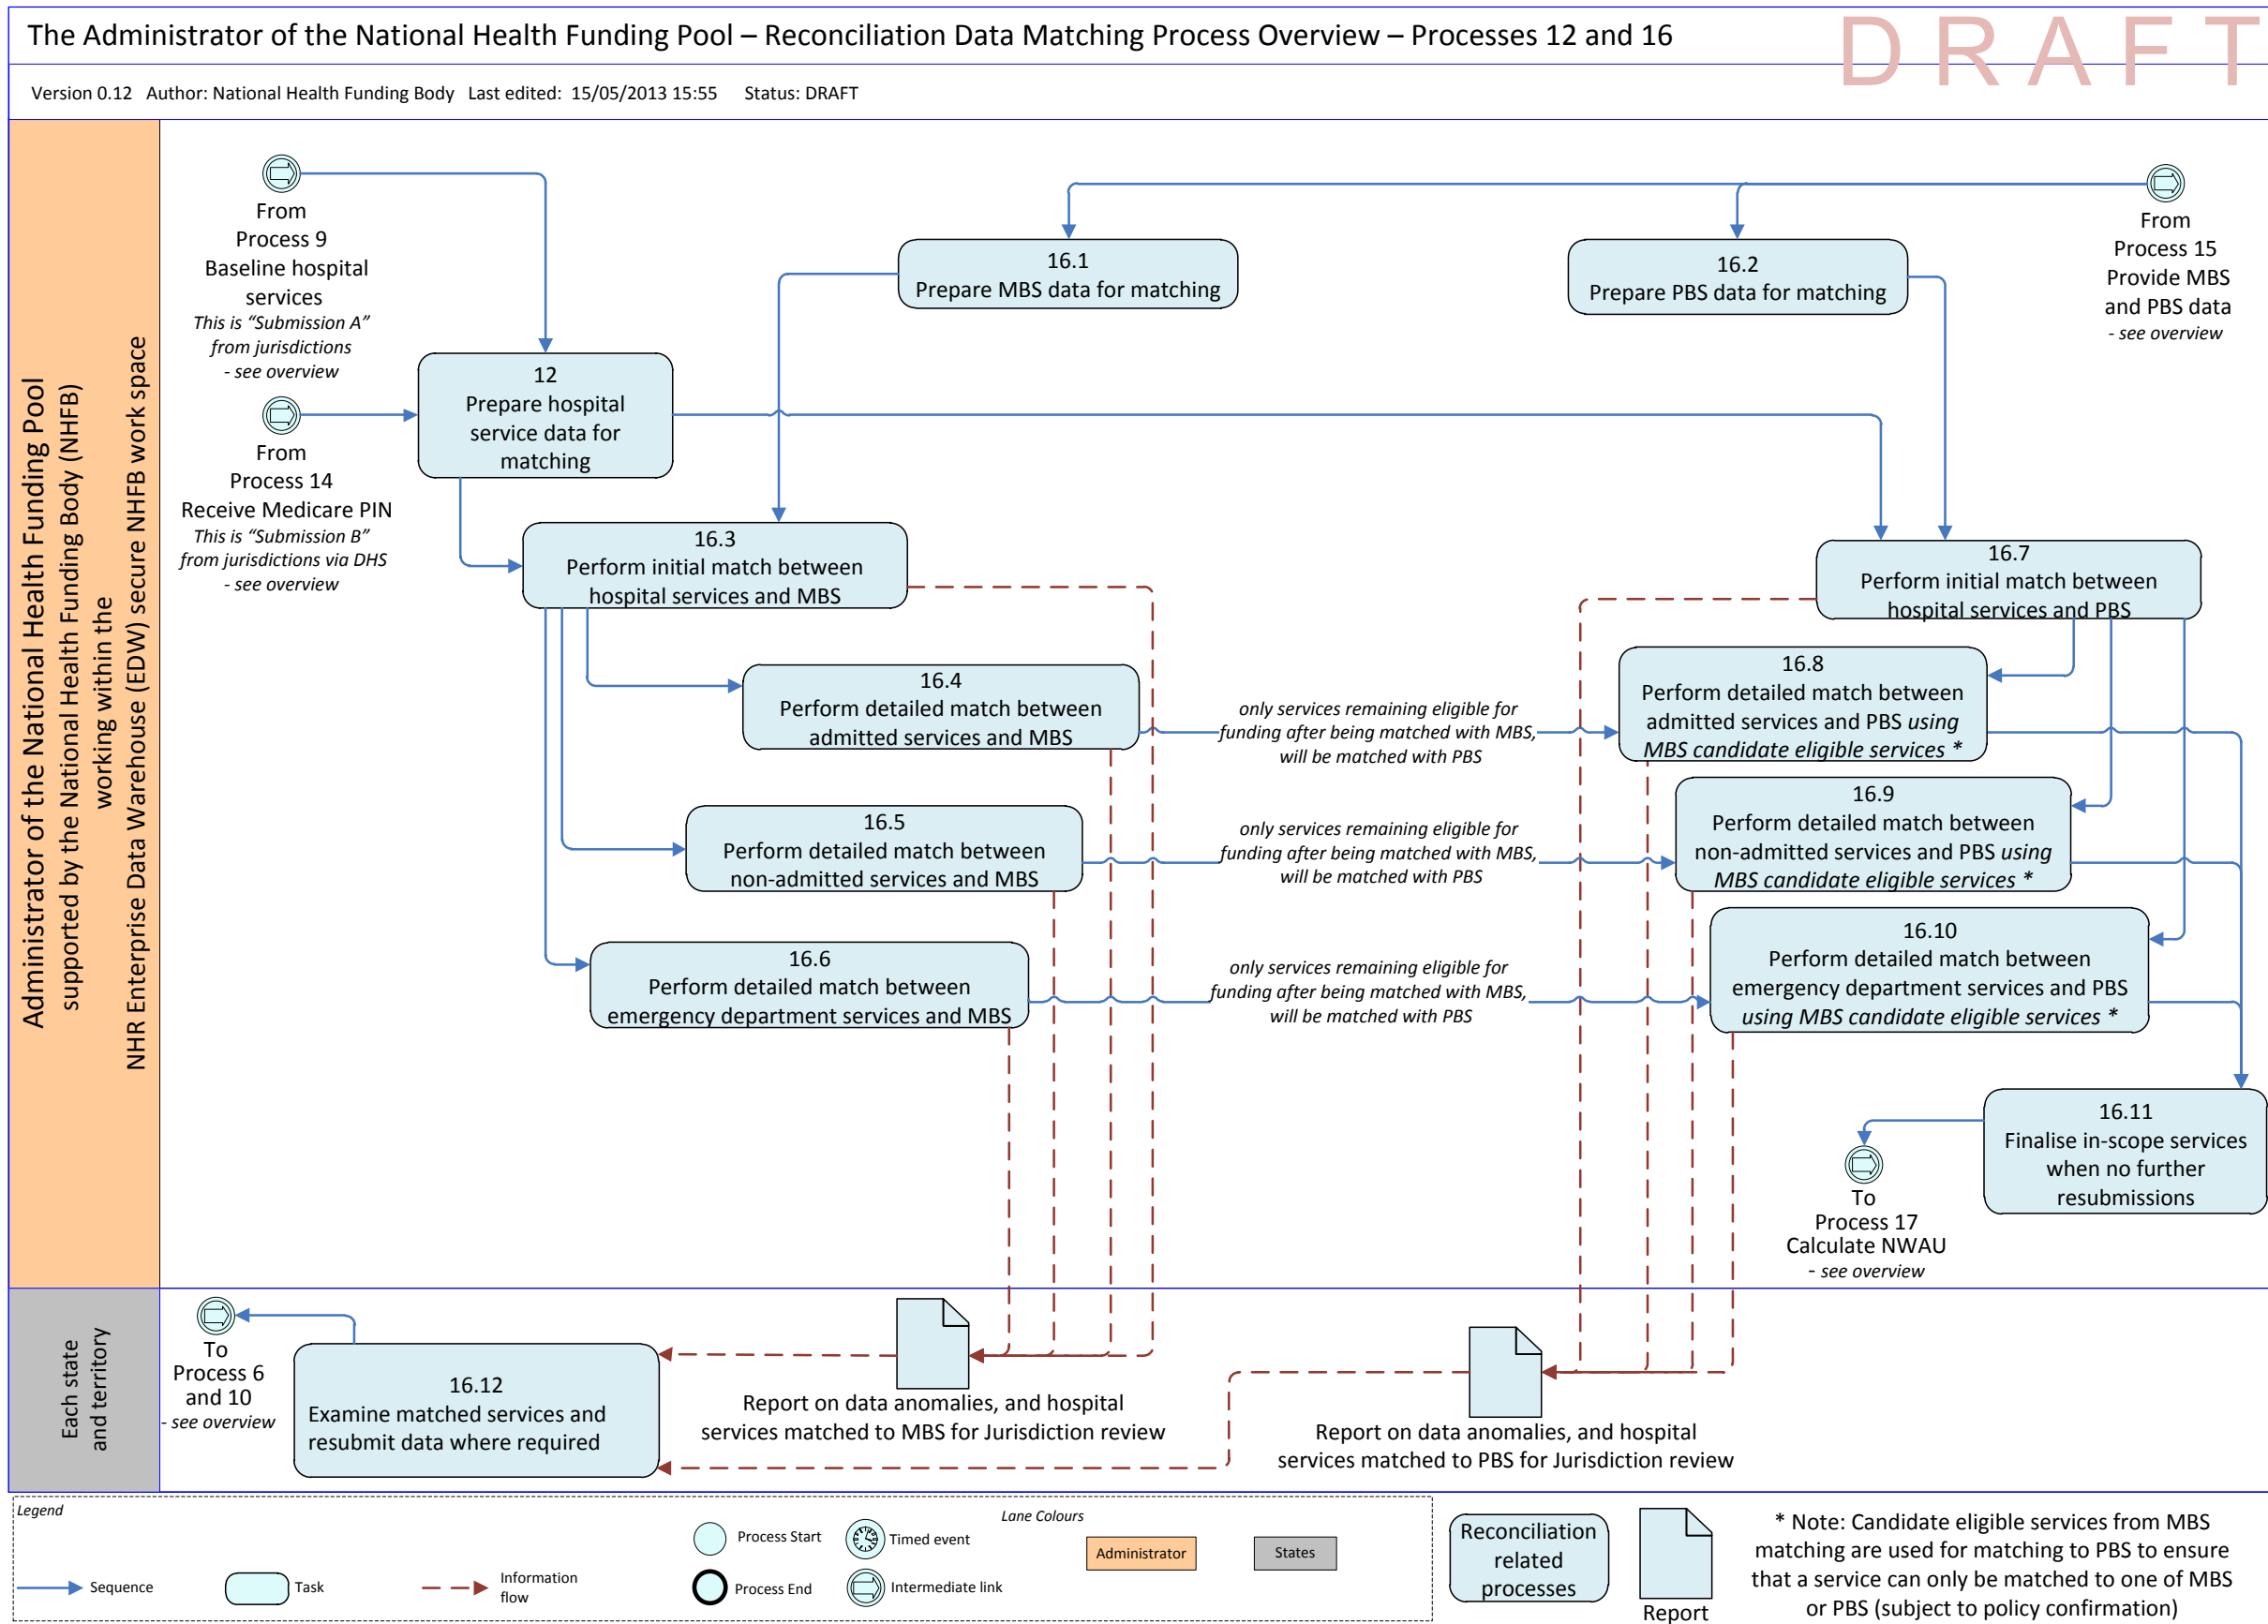 The Administrator of the National Health Funding Pool – Reconciliation Data Matching Process Overview – Processes 12 and 16
DRAFT
Version 0.12 Author: National Health Funding Body Last edited: 15/05/2013 15:55 Status: DRAFT
Administrator of the National Health Funding Pool
supported by the National Health Funding Body (NHFB)
working within the
NHR Enterprise Data Warehouse (EDW) secure NHFB work space
From
Process 9
Baseline hospital
services
This is “Submission A”
from jurisdictions
- see overview
From
Process 14
Receive Medicare PIN
This is “Submission B”
from jurisdictions via DHS
- see overview
12
Prepare hospital
service data for
matching
16.1
Prepare MBS data for matching
16.2
Prepare PBS data for matching
From
Process 15
Provide MBS
and PBS data
- see overview
16.3
Perform initial match between
hospital services and MBS
16.7
Perform initial match between
hospital services and PBS
16.4
Perform detailed match between
admitted services and MBS
only services remaining eligible for
funding after being matched with MBS,
will be matched with PBS
16.8
Perform detailed match between
admitted services and PBS using
MBS candidate eligible services *
16.5
Perform detailed match between
non-admitted services and MBS
only services remaining eligible for
funding after being matched with MBS,
will be matched with PBS
16.9
Perform detailed match between
non-admitted services and PBS using
MBS candidate eligible services *
16.6
Perform detailed match between
emergency department services and MBS
only services remaining eligible for
funding after being matched with MBS,
will be matched with PBS
16.10
Perform detailed match between
emergency department services and PBS
using MBS candidate eligible services *
16.11
Finalise in-scope services
when no further
resubmissions
To
Process 17
Calculate NWAU
- see overview
Each state
and territory
To
Process 6
and 10
- see overview
16.12
Examine matched services and
resubmit data where required
Report on data anomalies, and hospital
services matched to MBS for Jurisdiction review
Report on data anomalies, and hospital
services matched to PBS for Jurisdiction review
Legend
Sequence
Task
Information
flow
Process Start
Process End
Timed event
Intermediate link
Lane Colours
Administrator
States
Reconciliation
related
processes
Report
* Note: Candidate eligible services from MBS
matching are used for matching to PBS to ensure
that a service can only be matched to one of MBS
or PBS (subject to policy confirmation)